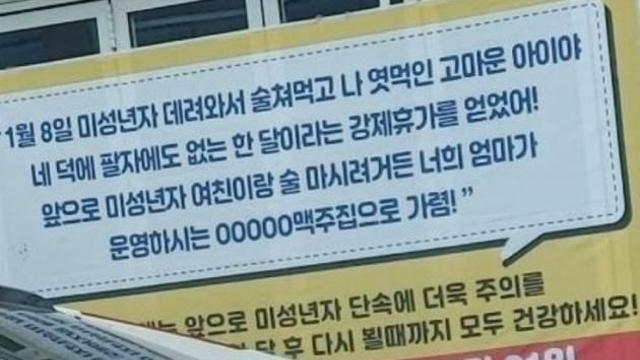 1월 8일 미성년자 데려와서 술쳐먹고 나 엿먹인 고마운 아이야
네 덕에 팔자에도 없는 한 달이라는 강제휴가를 얻었어!
앞으로 미성년자 여친이랑 술 마시려거든 너희 엄마가
운영하시는 OOOOO맥주집으로 가렴!”
앞으로 미성년자 단속에 더욱 주의를
달 후 다시 뵐때까지 모두 건강하세요!